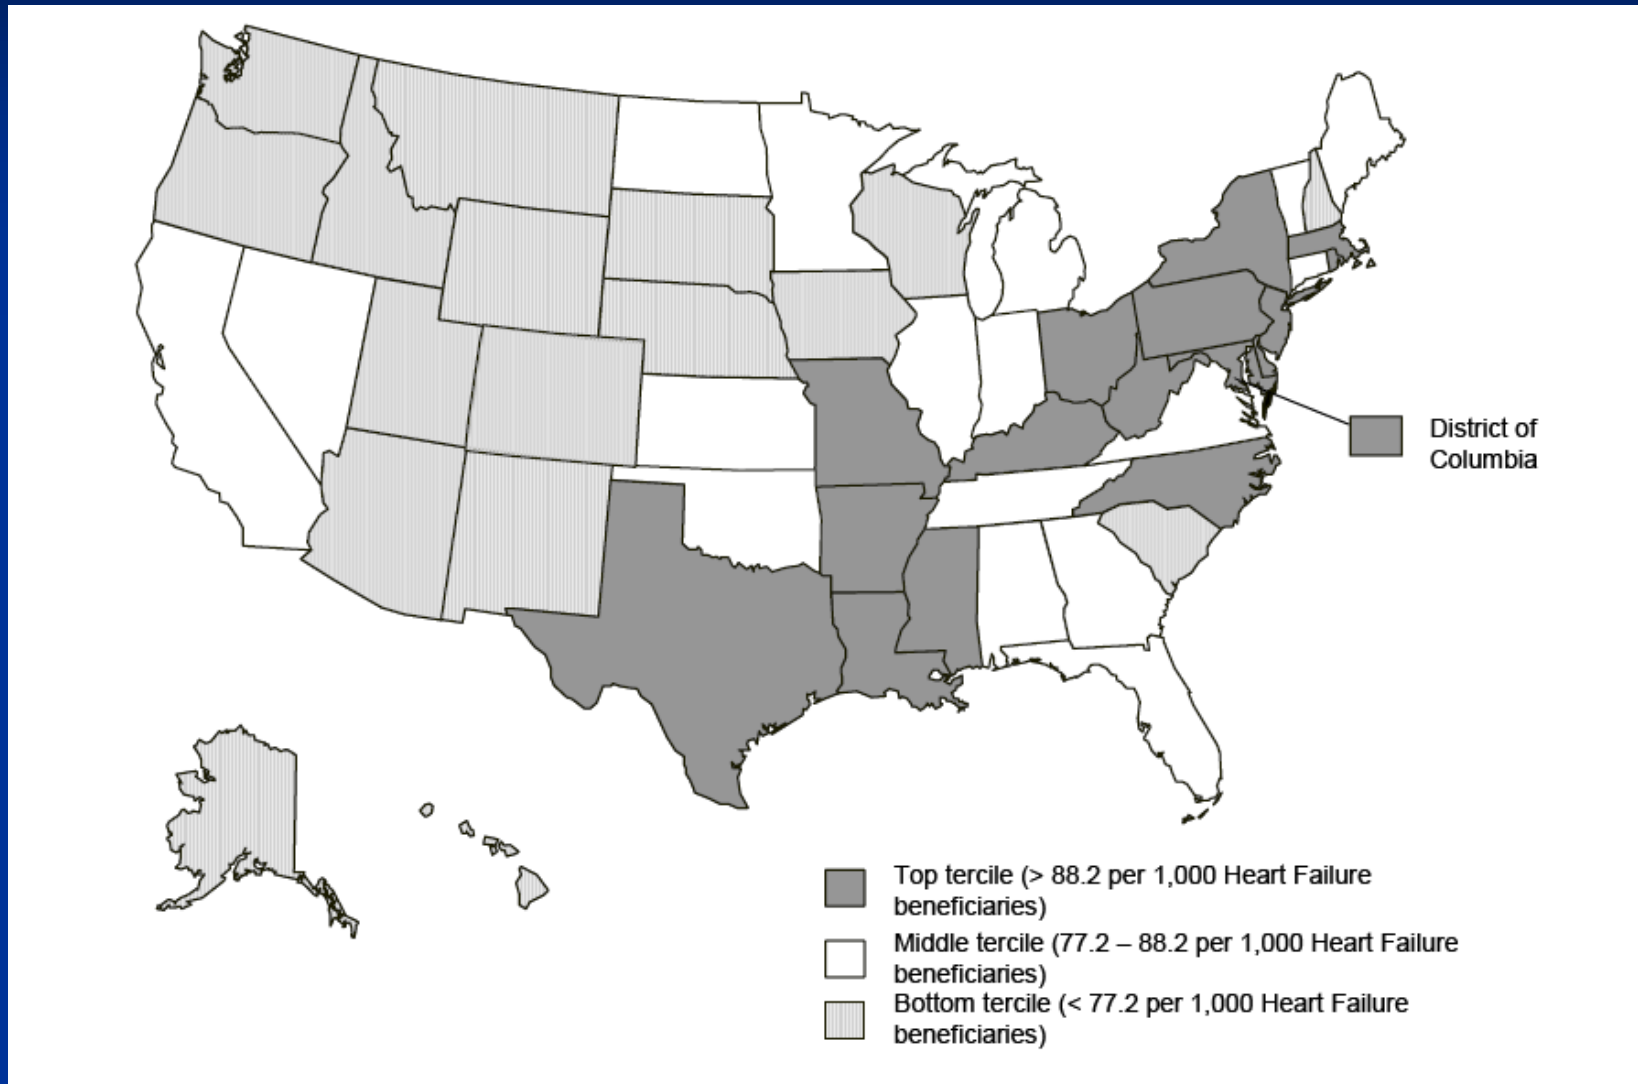 District of
Columbia
Top tercile (> 88.2 per 1,000 Heart Failure
beneficiaries)
Middle tercile (77.2 – 88.2 per 1,000 Heart Failure
beneficiaries)
Bottom tercile (< 77.2 per 1,000 Heart Failure
beneficiaries)